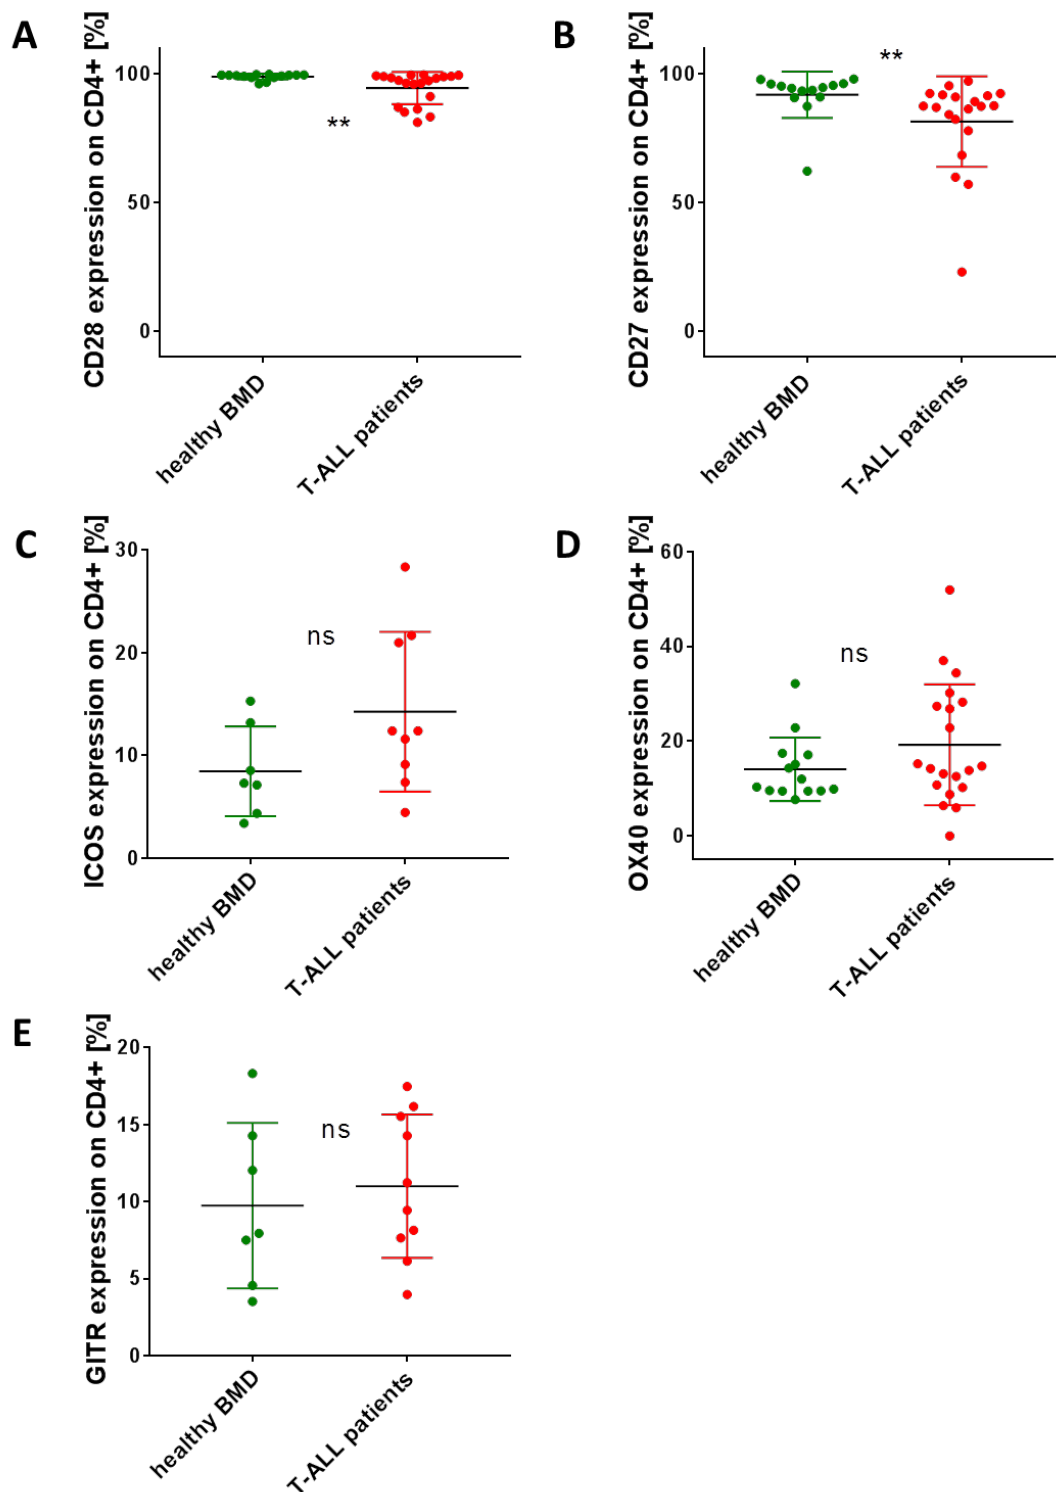 A
CD28 expression on CD4+ [%]
100
50
0
**
healthy BMD
T-ALL patients
B
CD27 expression on CD4+ [%]
100
50
0
**
healthy BMD
T-ALL patients
C
ICOS expression on CD4+ [%]
30
20
10
0
ns
healthy BMD
T-ALL patients
D
OX40 expression on CD4+ [%]
60
40
20
0
ns
healthy BMD
T-ALL patients
E
GITR expression on CD4+ [%]
20
15
10
5
0
ns
healthy BMD
T-ALL patients